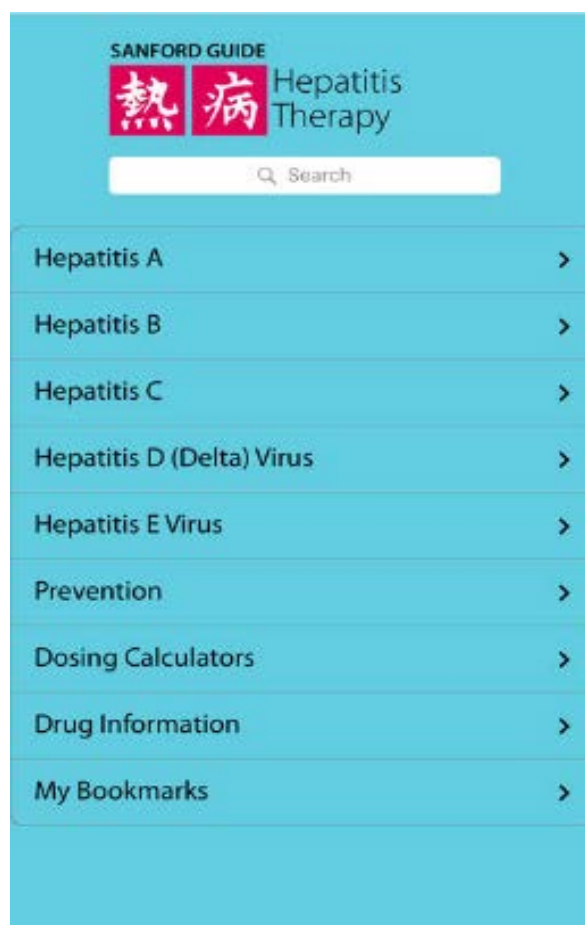 SANFORD GUIDE
熱病 Hepatitis
Therapy
Search
Hepatitis A
Hepatitis B
Hepatitis C
Hepatitis D (Delta) Virus
Hepatitis E Virus
Prevention
Dosing Calculators
Drug Information
My Bookmarks